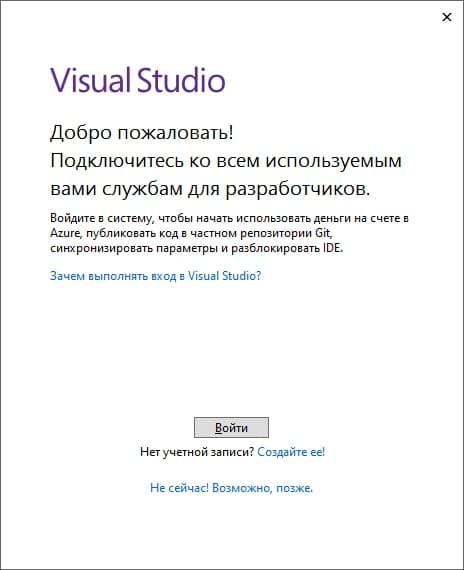 Visual Studio
Добро пожаловать!
Подключитесь ко всем используемым
вами службам для разработчиков.
Войдите в систему, чтобы начать использовать деньги на счете в
Azure, публиковать код в частном репозитории Git,
синхронизировать параметры и разблокировать IDE.
Зачем выполнять вход в Visual Studio?
Войти
Нет учетной записи? Создайте ее!
Не сейчас! Возможно, позже.